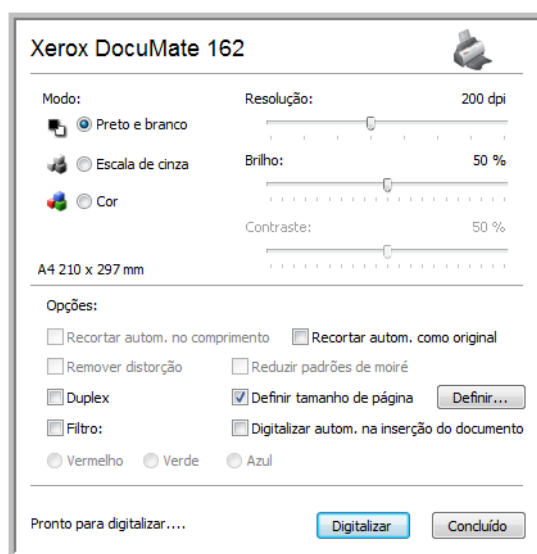 Xerox DocuMate 162
Modo:
Resolução: 200 dpi
Preto e branco
Escala de cinza
Brilho: 50 %
Cor
Contraste: 50 %
A4 210 x 297 mm
Opções:
Recortar autom. no comprimento Recortar autom. como original
Remover distorção Reduzir padrões de moiré
Duplex Definir tamanho de página Definir...
Filtro: Digitalizar autom. na inserção do documento
Vermelho Verde Azul
Pronto para digitalizar.... Digitalizar Concluído